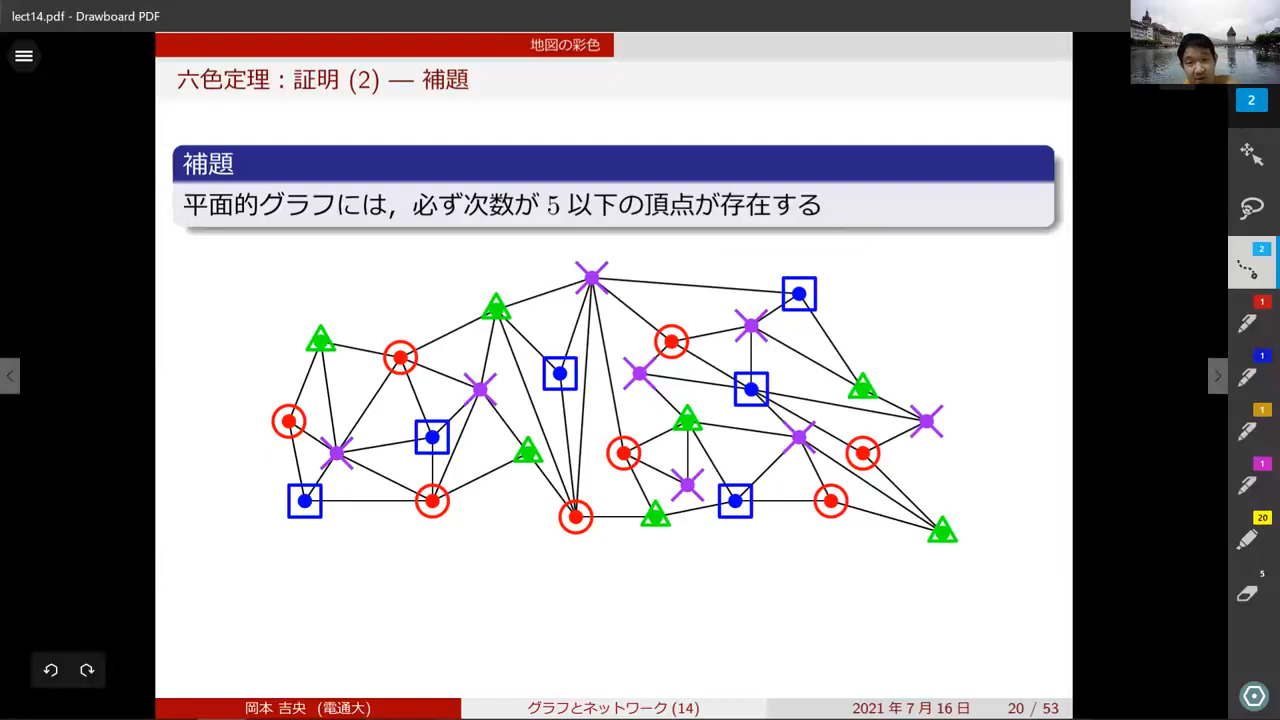 lect14.pdf - Drawboard PDF
地図の彩色
六色定理：証明 (2) — 補題
補題
平面的グラフには，必ず次数が 5 以下の頂点が存在する
2
2
1
1
1
1
20
5
岡本 吉央 (電通大)
グラフとネットワーク (14)
2021 年 7 月 16 日
20 / 53